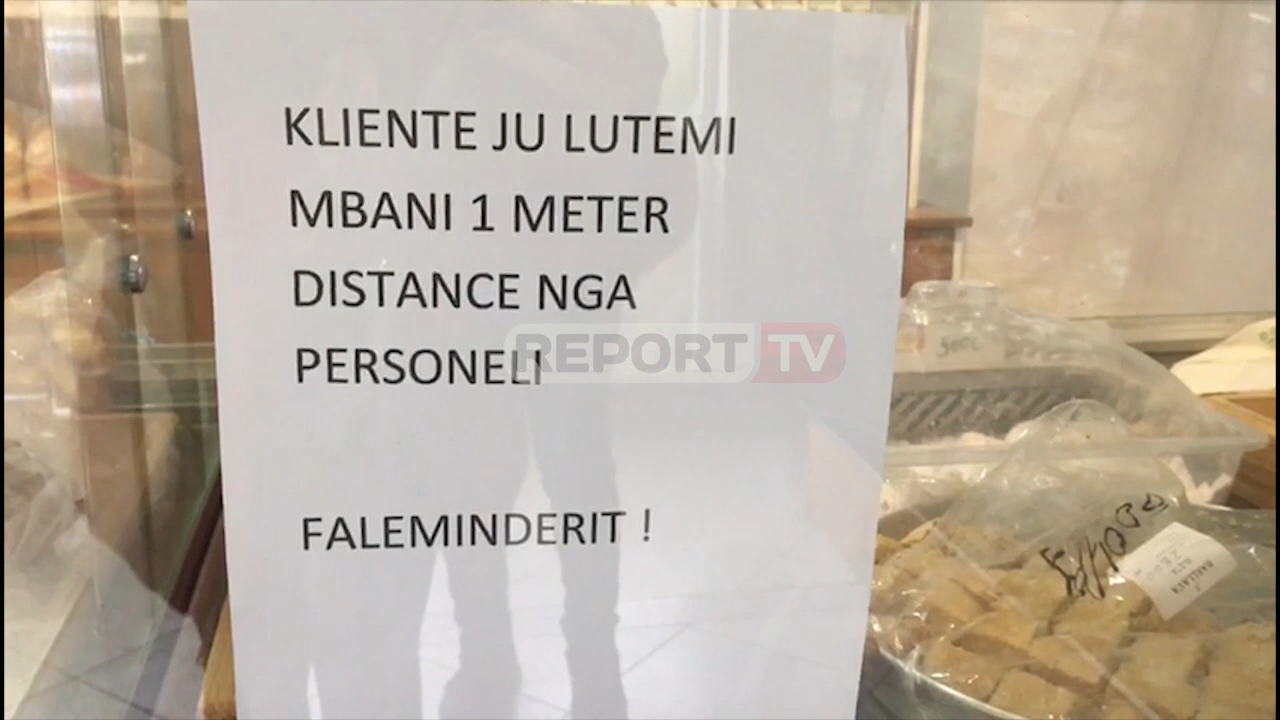 KLIENTE JU LUTEMI
MBANI 1 METER
DISTANCE NGA
PERSONELI
REPORT TV
FALEMINDERIT !